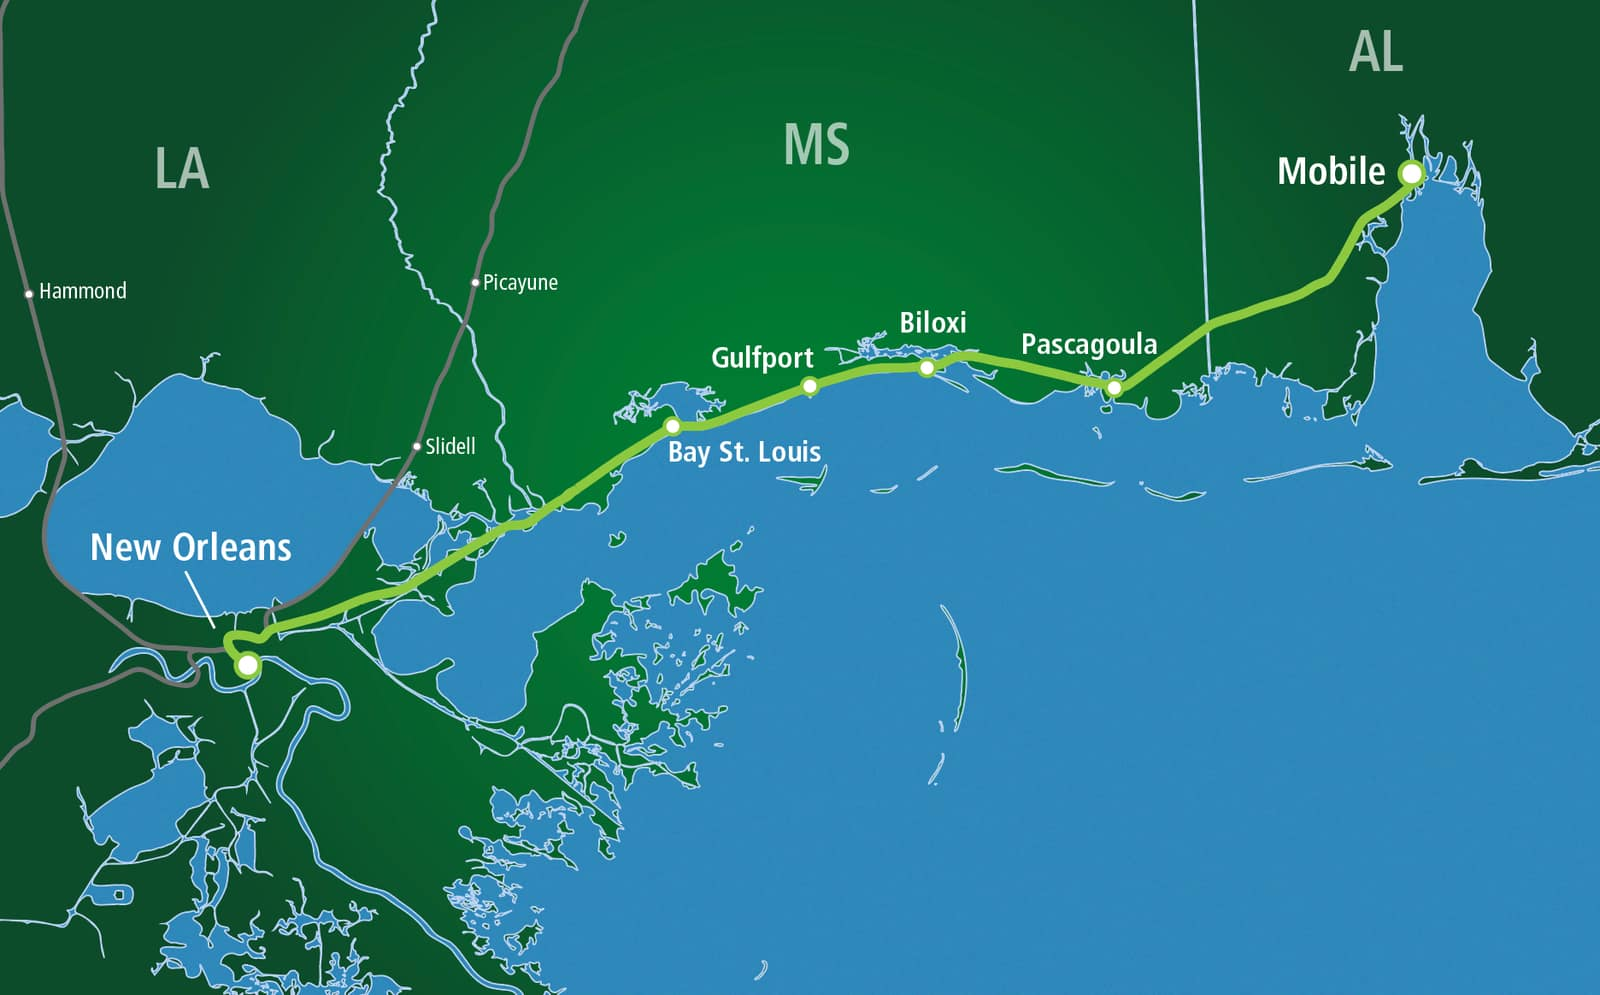 AL
MS
LA
Mobile
Picayune
Hammond
Biloxi
Pascagoula
Gulfport
Slidell
Bay St. Louis
New Orleans